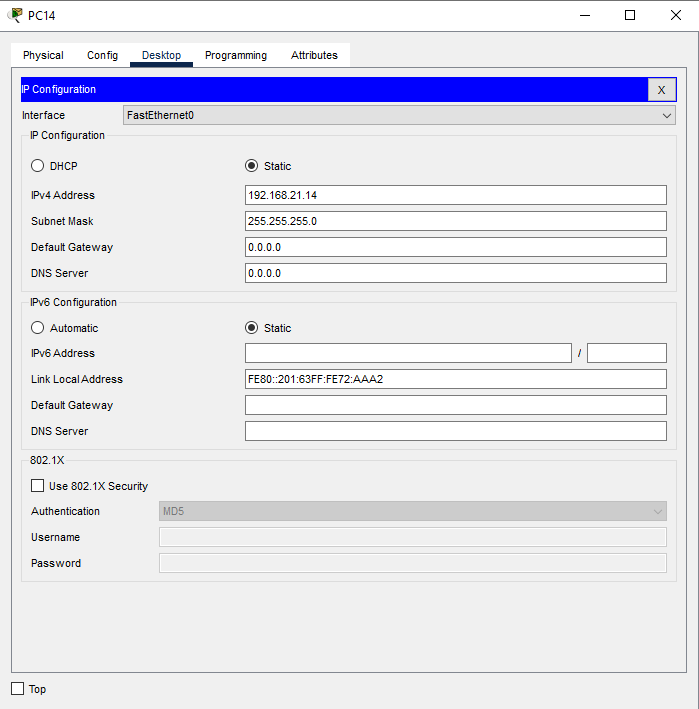 PC14
Physical Config Desktop Programming Attributes
IP Configuration X
Interface FastEthernet0
IP Configuration
DHCP Static
IPv4 Address 192.168.21.14
Subnet Mask 255.255.255.0
Default Gateway 0.0.0.0
DNS Server 0.0.0.0
IPv6 Configuration
Automatic Static
IPv6 Address /
Link Local Address FE80::201:63FF:FE72:AAA2
Default Gateway
DNS Server
802.1X
Use 802.1X Security
Authentication MD5
Username
Password
Top